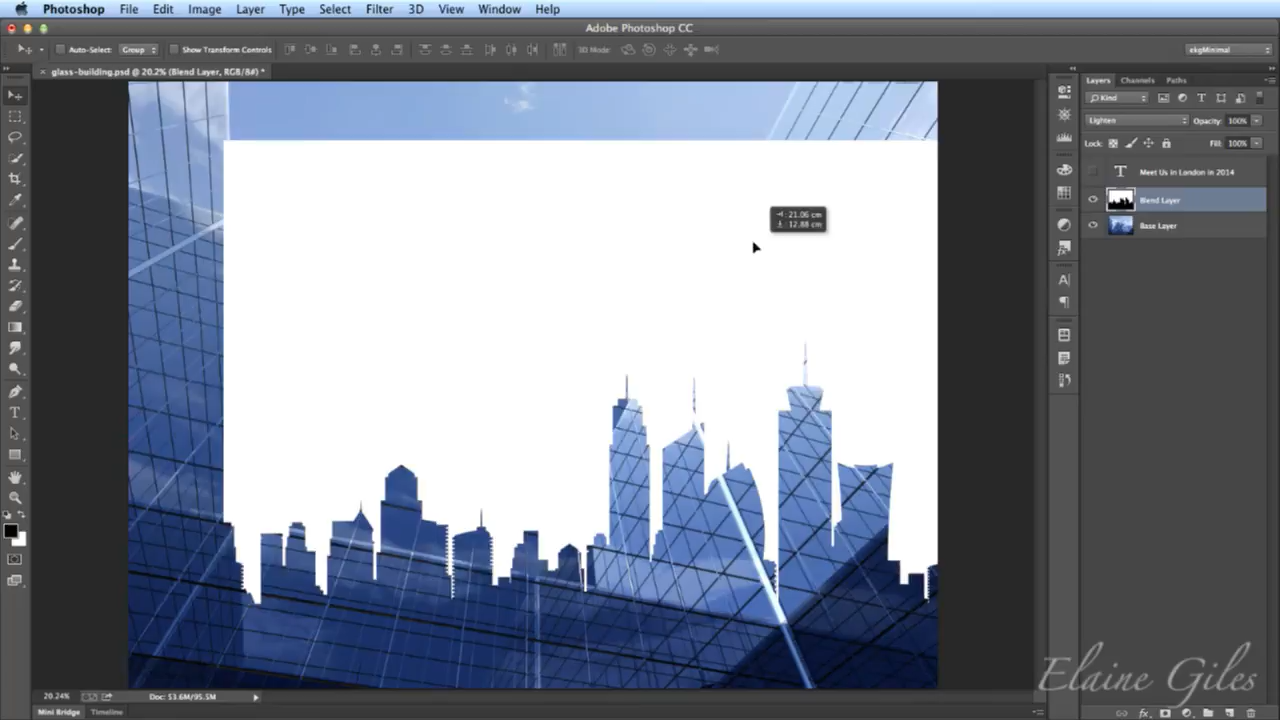 Photoshop File Edit Image Layer Type Select Filter 3D View Window Help
Adobe Photoshop CC
Auto-Select: Group Show Transform Controls 3D Mode: ekgMinimal
× glass-building.psd @ 20.2% (Blend Layer, RGB/8#) *
Layers Channels Paths
Kind
Lighten Opacity: 100%
Lock: Fill: 100%
T Meet Us in London in 2014
Blend Layer
Base Layer
: 21.06 cm
: 12.88 cm
Elaine Giles
20.24% Doc: 53.6M/95.5M
Mini Bridge Timeline